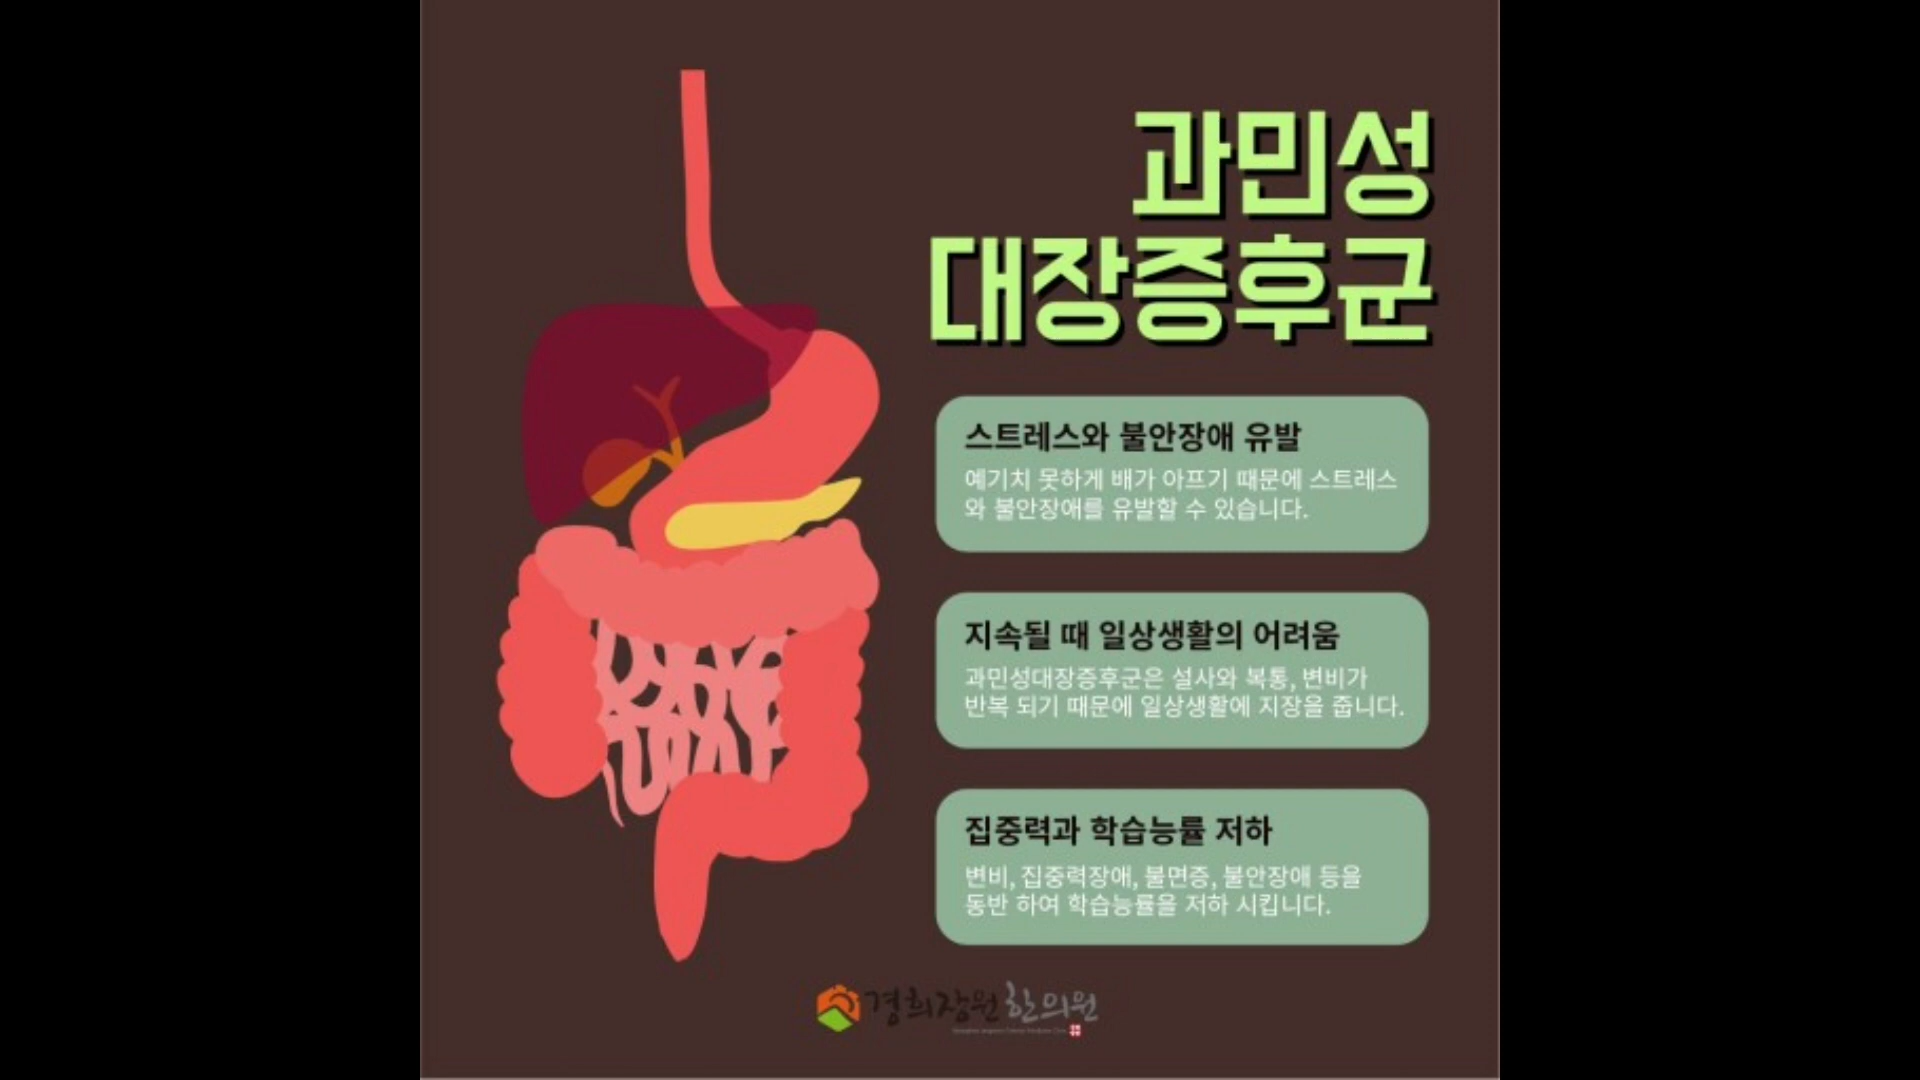 과민성
대장증후군
스트레스와 불안장애 유발
예기치 못하게 배가 아프기 때문에 스트레스
와 불안장애를 유발할 수 있습니다.
지속될 때 일상생활의 어려움
과민성대장증후군은 설사와 복통, 변비가
반복 되기 때문에 일상생활에 지장을 줍니다.
집중력과 학습능률 저하
변비, 집중력장애, 불면증, 불안장애 등을
동반 하여 학습능률을 저하 시킵니다.
경희장원한의원